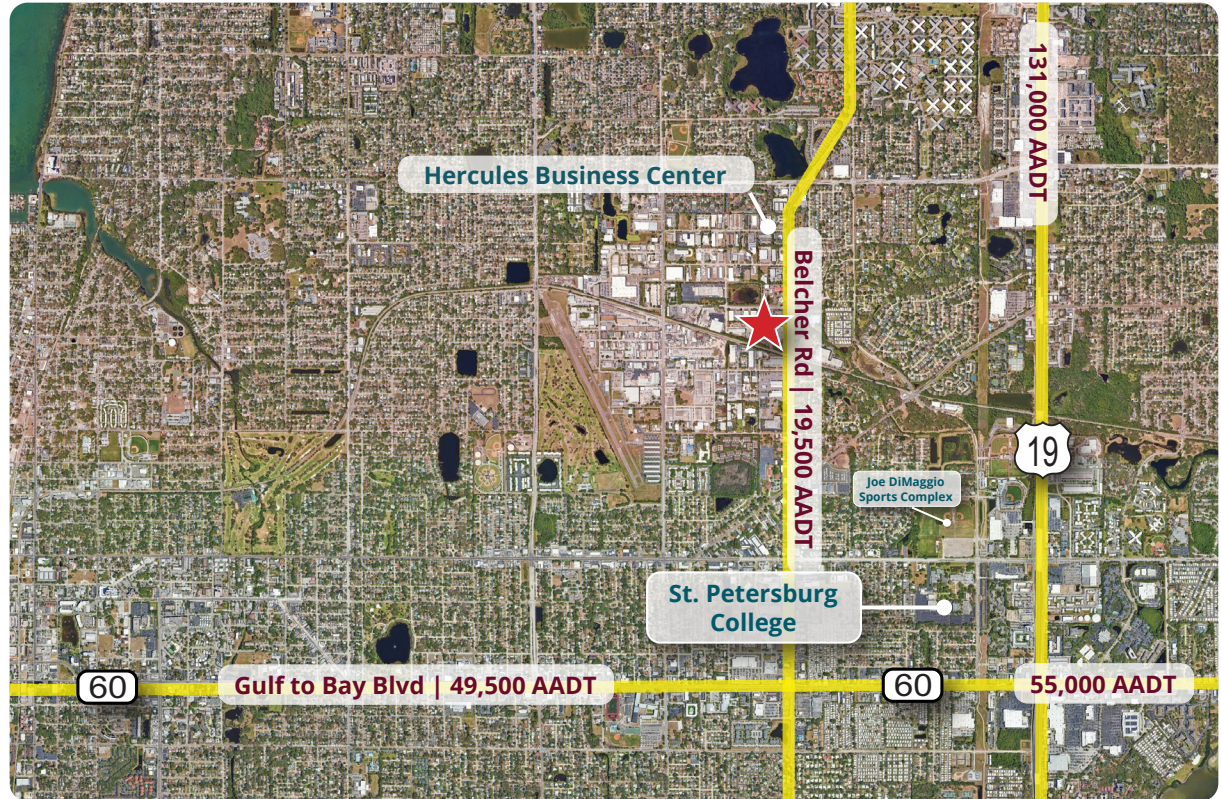 131,000 AADT
Hercules Business Center
Belcher Rd | 19,500 AADT
19
Joe DiMaggio
Sports Complex
St. Petersburg
College
60
Gulf to Bay Blvd | 49,500 AADT
60
55,000 AADT